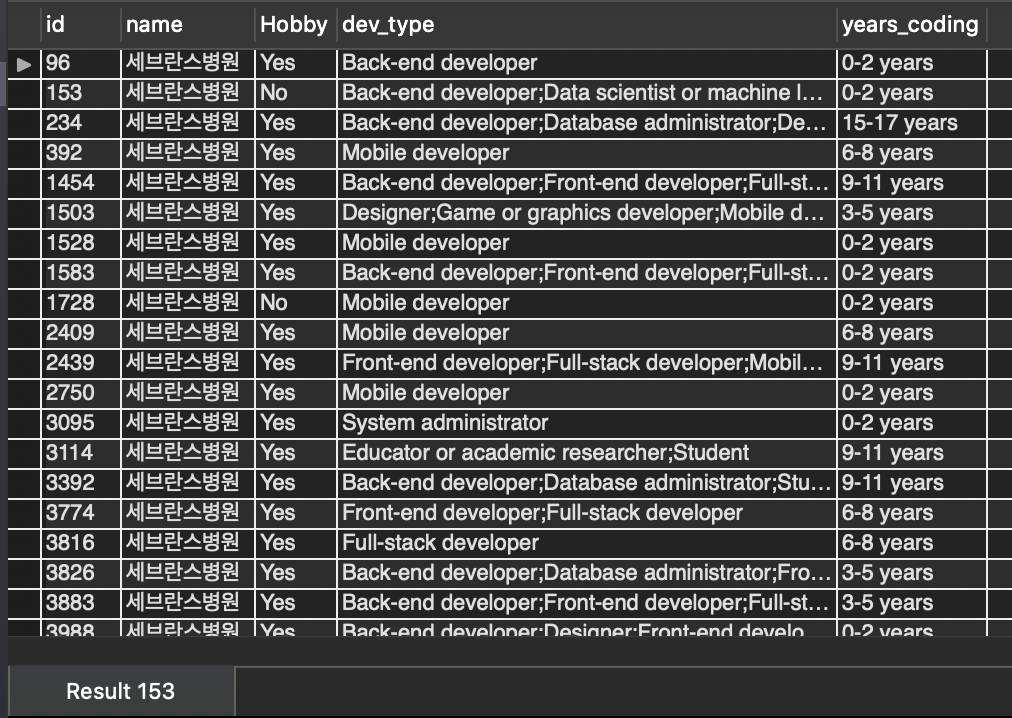 id name Hobby dev_type years_coding
96 세브란스병원 Yes Back-end developer 0-2 years
153 세브란스병원 No Back-end developer;Data scientist or machine l... 0-2 years
234 세브란스병원 Yes Back-end developer;Database administrator;De... 15-17 years
392 세브란스병원 Yes Mobile developer 6-8 years
1454 세브란스병원 Yes Back-end developer;Front-end developer;Full-st... 9-11 years
1503 세브란스병원 Yes Designer;Game or graphics developer;Mobile d... 3-5 years
1528 세브란스병원 Yes Mobile developer 0-2 years
1583 세브란스병원 Yes Back-end developer;Front-end developer;Full-st... 0-2 years
1728 세브란스병원 No Mobile developer 0-2 years
2409 세브란스병원 Yes Mobile developer 6-8 years
2439 세브란스병원 Yes Front-end developer;Full-stack developer;Mobil... 9-11 years
2750 세브란스병원 Yes Mobile developer 0-2 years
3095 세브란스병원 Yes System administrator 0-2 years
3114 세브란스병원 Yes Educator or academic researcher;Student 9-11 years
3392 세브란스병원 Yes Back-end developer;Database administrator;Stu... 9-11 years
3774 세브란스병원 Yes Front-end developer;Full-stack developer 6-8 years
3816 세브란스병원 Yes Full-stack developer 6-8 years
3826 세브란스병원 Yes Back-end developer;Database administrator;Fro... 3-5 years
3883 세브란스병원 Yes Back-end developer;Front-end developer;Full-st... 3-5 years
3988 세브란스병원 Yes Back-end developer;Designer;Front-end develo... 0-2 years
Result 153